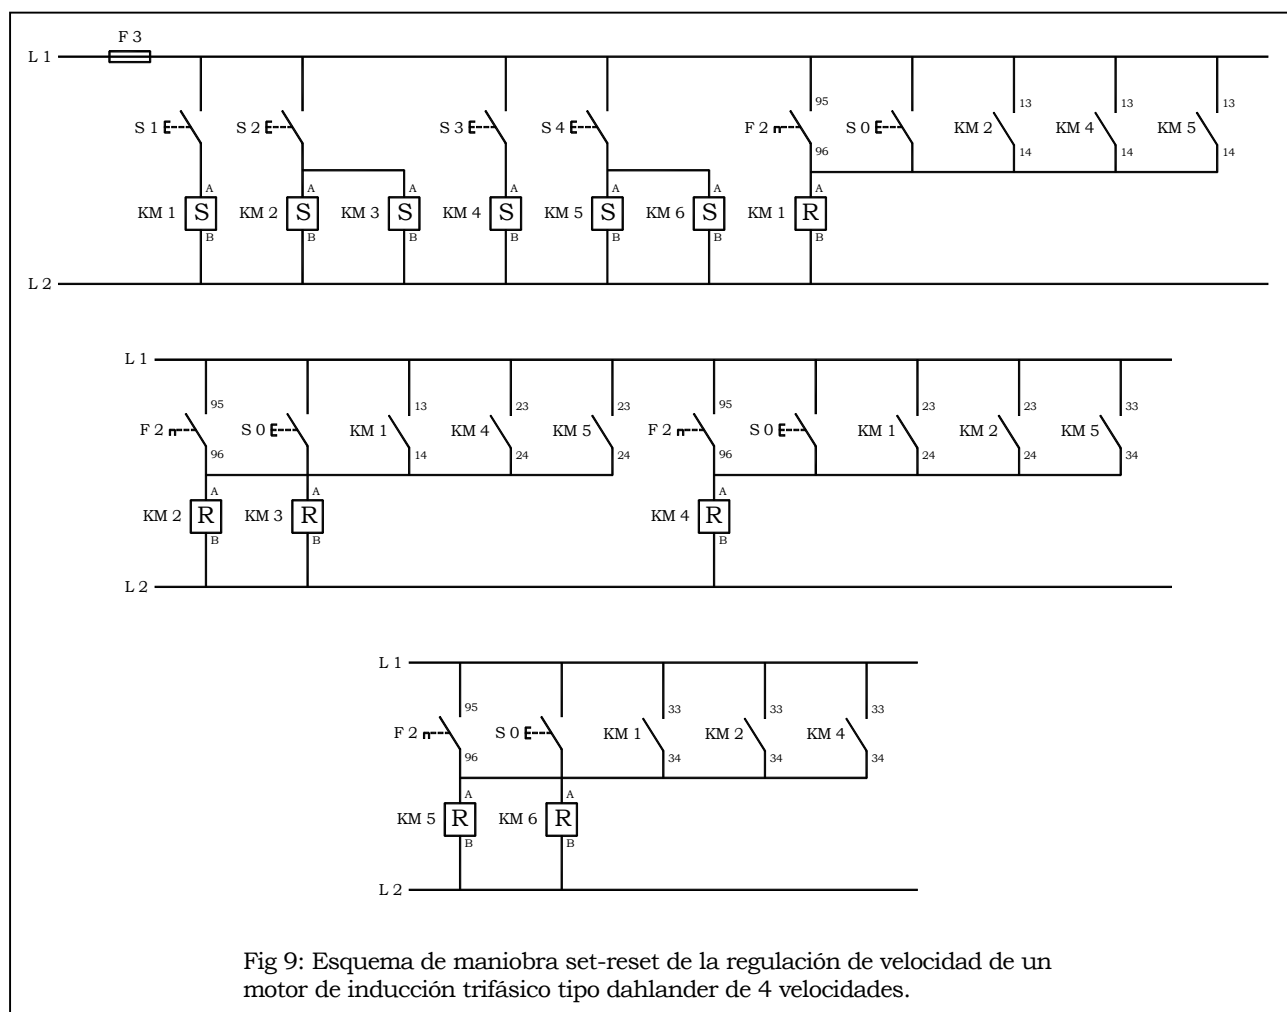 F 3
L 1
S 1 S 2 S 3 S 4 F 2 95 96 S 0 KM 2 13 14 KM 4 13 14 KM 5 13 14
KM 1 A S B KM 2 A S B KM 3 A S B KM 4 A S B KM 5 A S B KM 6 A S B KM 1 A R B
L 2
L 1
F 2 95 96 S 0 KM 1 13 14 KM 4 23 24 KM 5 23 24 F 2 95 96 S 0 KM 1 23 24 KM 2 23 24 KM 5 33 34
KM 2 A R B KM 3 A R B KM 4 A R B
L 2
L 1
F 2 95 96 S 0 KM 1 33 34 KM 2 33 34 KM 4 33 34
KM 5 A R B KM 6 A R B
L 2
Fig 9: Esquema de maniobra set-reset de la regulación de velocidad de un
motor de inducción trifásico tipo dahlander de 4 velocidades.